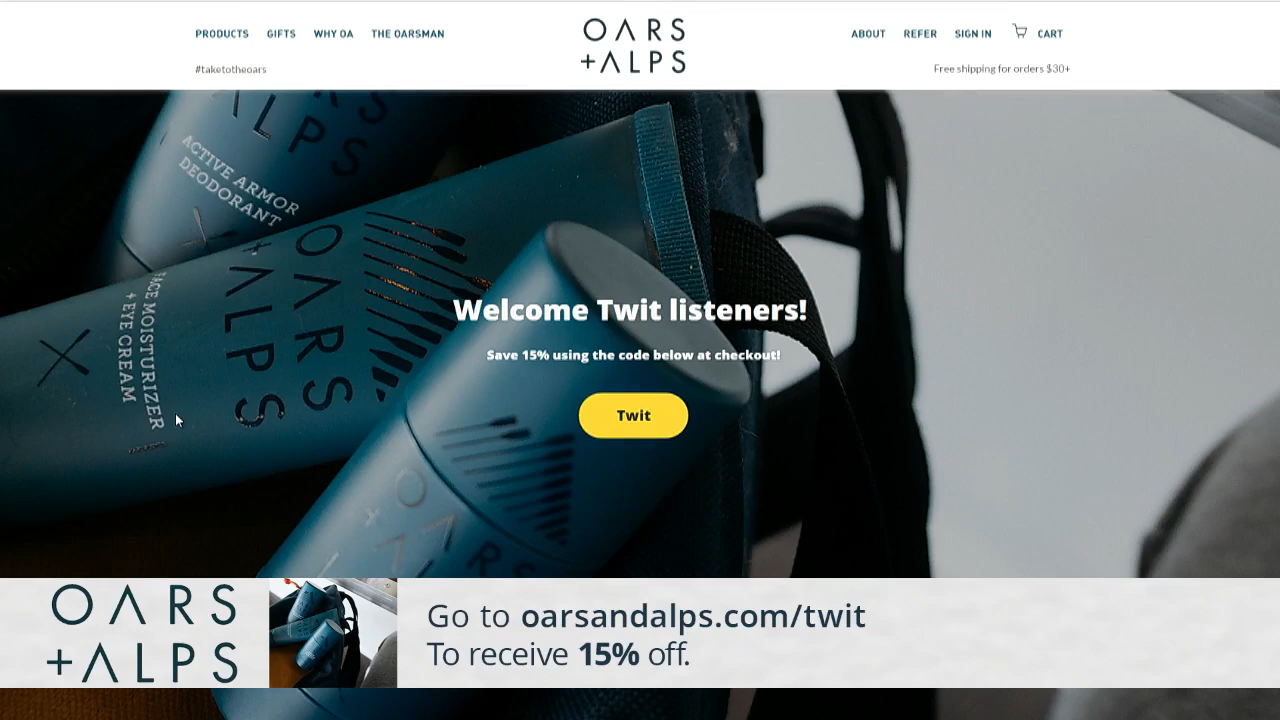 PRODUCTS GIFTS WHY OA THE OARSMAN
OARS
+ALPS
ABOUT REFER SIGN IN CART
#taketotheoars
Free shipping for orders $30+
ALPS
ACTIVE ARMOR
DEODORANT
OARS
+ALPS
FACE MOISTURIZER
+ EYE CREAM
Welcome Twit listeners!
Save 15% using the code below at checkout!
Twit
OARS
OARS
+ALPS
Go to oarsandalps.com/twit
To receive 15% off.